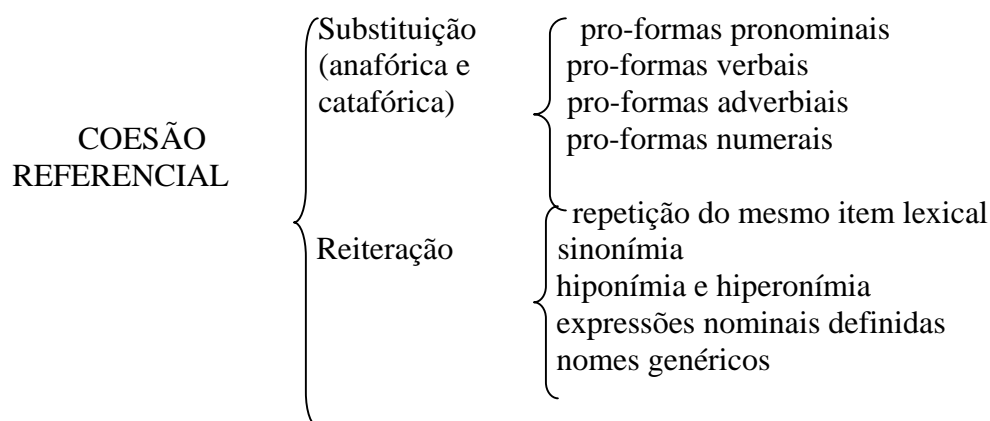 COESÃO
REFERENCIAL
Substituição
(anafórica e
catafórica)
pro-formas pronominais
pro-formas verbais
pro-formas adverbiais
pro-formas numerais
Reiteração
repetição do mesmo item lexical
sinonímia
hiponímia e hiperonímia
expressões nominais definidas
nomes genéricos